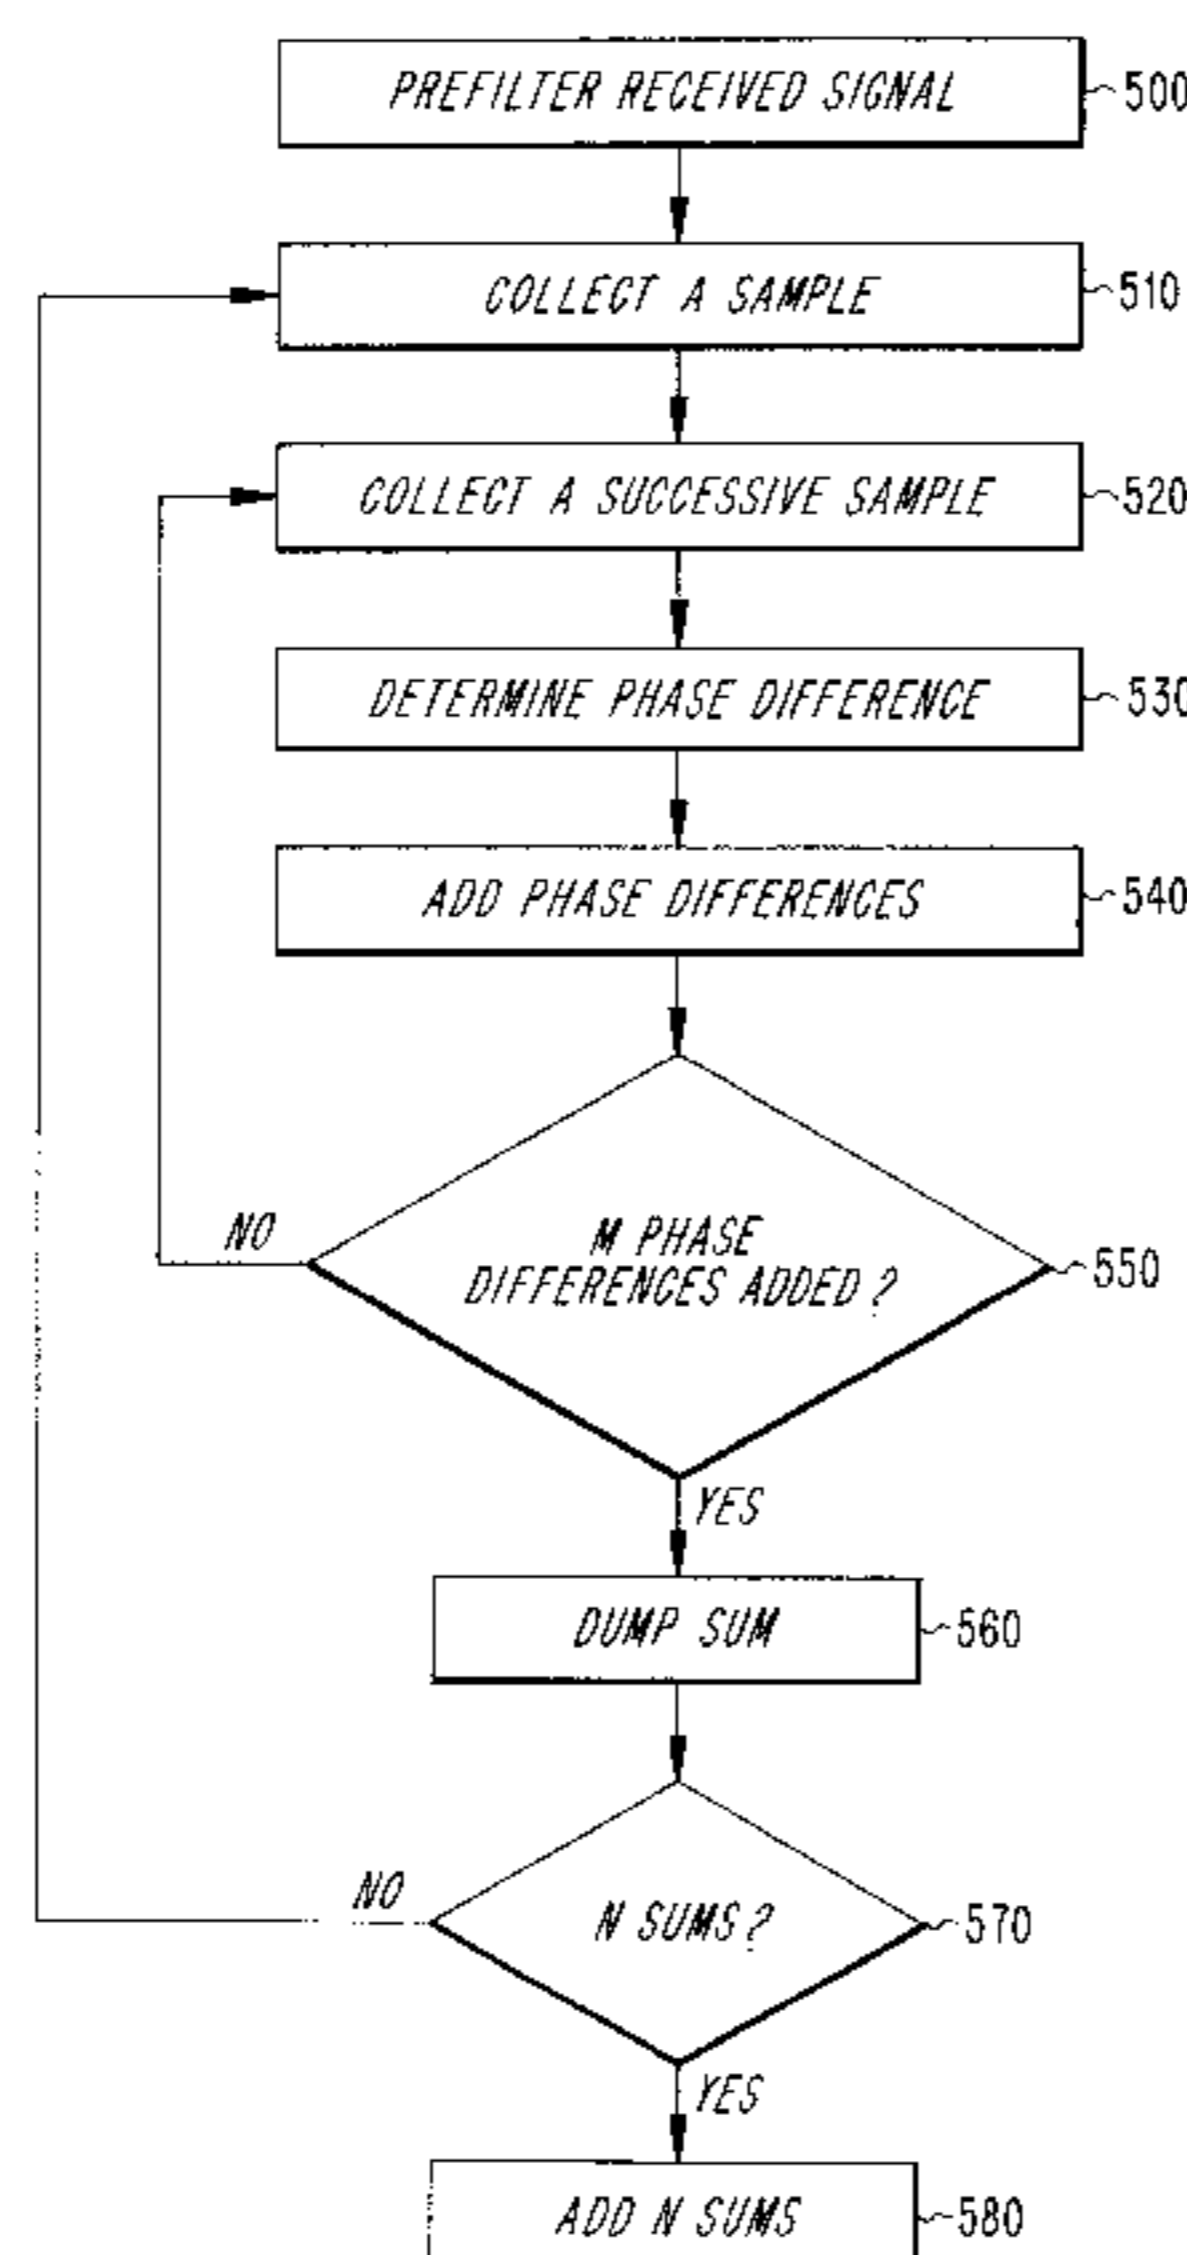 PREFILTER RECEIVED SIGNAL 500
COLLECT A SAMPLE 510
COLLECT A SUCCESSIVE SAMPLE 520
DETERMINE PHASE DIFFERENCE 530
ADD PHASE DIFFERENCES 540
NO
M PHASE
DIFFERENCES ADDED? 550
YES
DUMP SUM 560
NO
N SUMS? 570
YES
ADD N SUMS 580